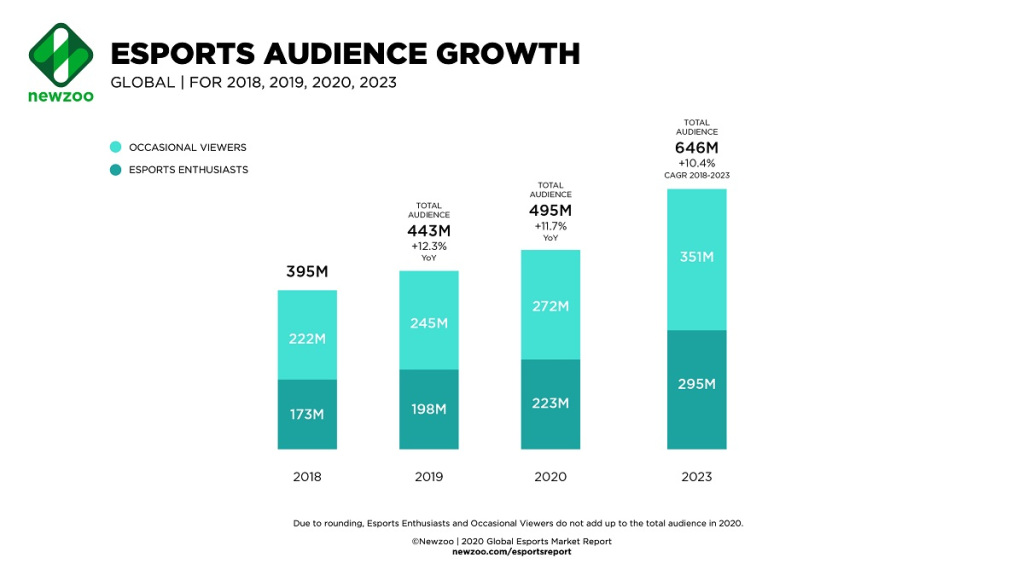 newzoo
ESPORTS AUDIENCE GROWTH
GLOBAL | FOR 2018, 2019, 2020, 2023
OCCASIONAL VIEWERS
ESPORTS ENTHUSIASTS
395M
222M
173M
2018
TOTAL
AUDIENCE
443M
+12.3%
YoY
245M
198M
2019
TOTAL
AUDIENCE
495M
+11.7%
YoY
272M
223M
2020
TOTAL
AUDIENCE
646M
+10.4%
CAGR 2018-2023
351M
295M
2023
Due to rounding, Esports Enthusiasts and Occasional Viewers do not add up to the total audience in 2020.
©Newzoo | 2020 Global Esports Market Report
newzoo.com/esportsreport